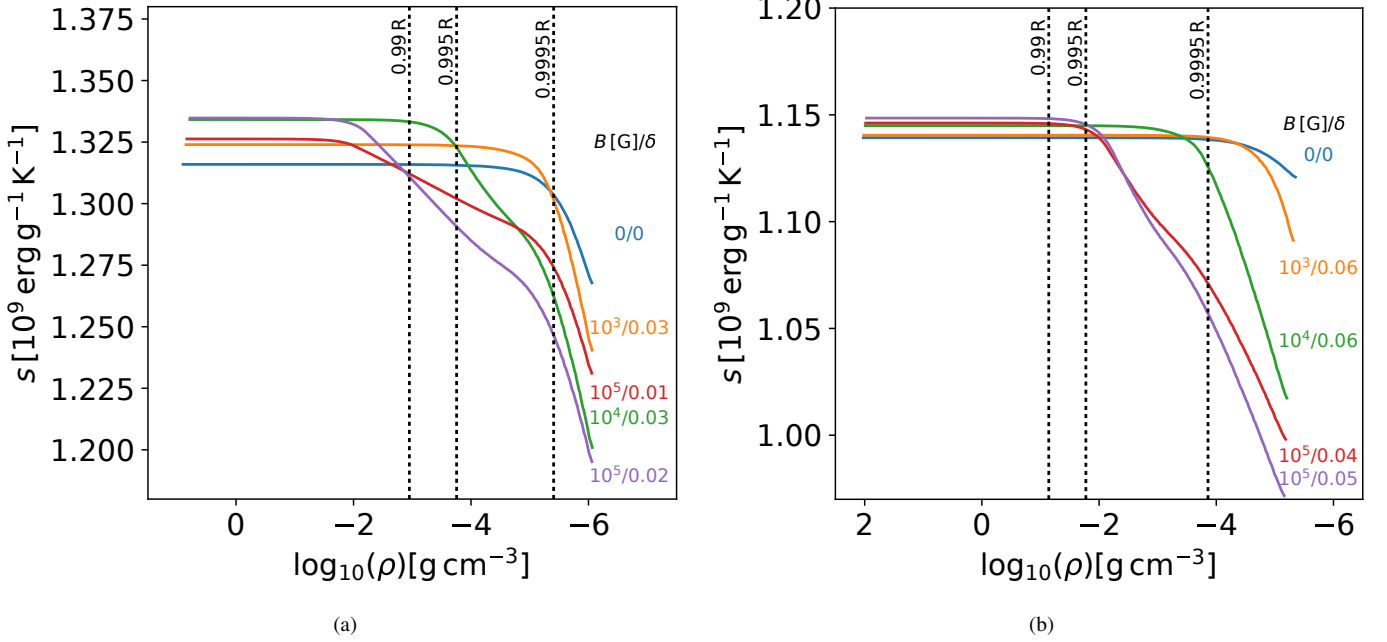 1.375
1.350
1.325
1.300
1.275
1.250
1.225
1.200
s [10⁹ erg g⁻¹ K⁻¹]
0.99 R
0.995 R
0.9995 R
B [G]/δ
0/0
10³/0.03
10⁵/0.01
10⁴/0.03
10⁵/0.02
0 −2 −4 −6
log₁₀(ρ)[g cm⁻³]
(a)
1.20
1.15
1.10
1.05
1.00
s [10⁹ erg g⁻¹ K⁻¹]
0.99 R
0.995 R
0.9995 R
B [G]/δ
0/0
10³/0.06
10⁴/0.06
10⁵/0.04
10⁵/0.05
2 0 −2 −4 −6
log₁₀(ρ)[g cm⁻³]
(b)